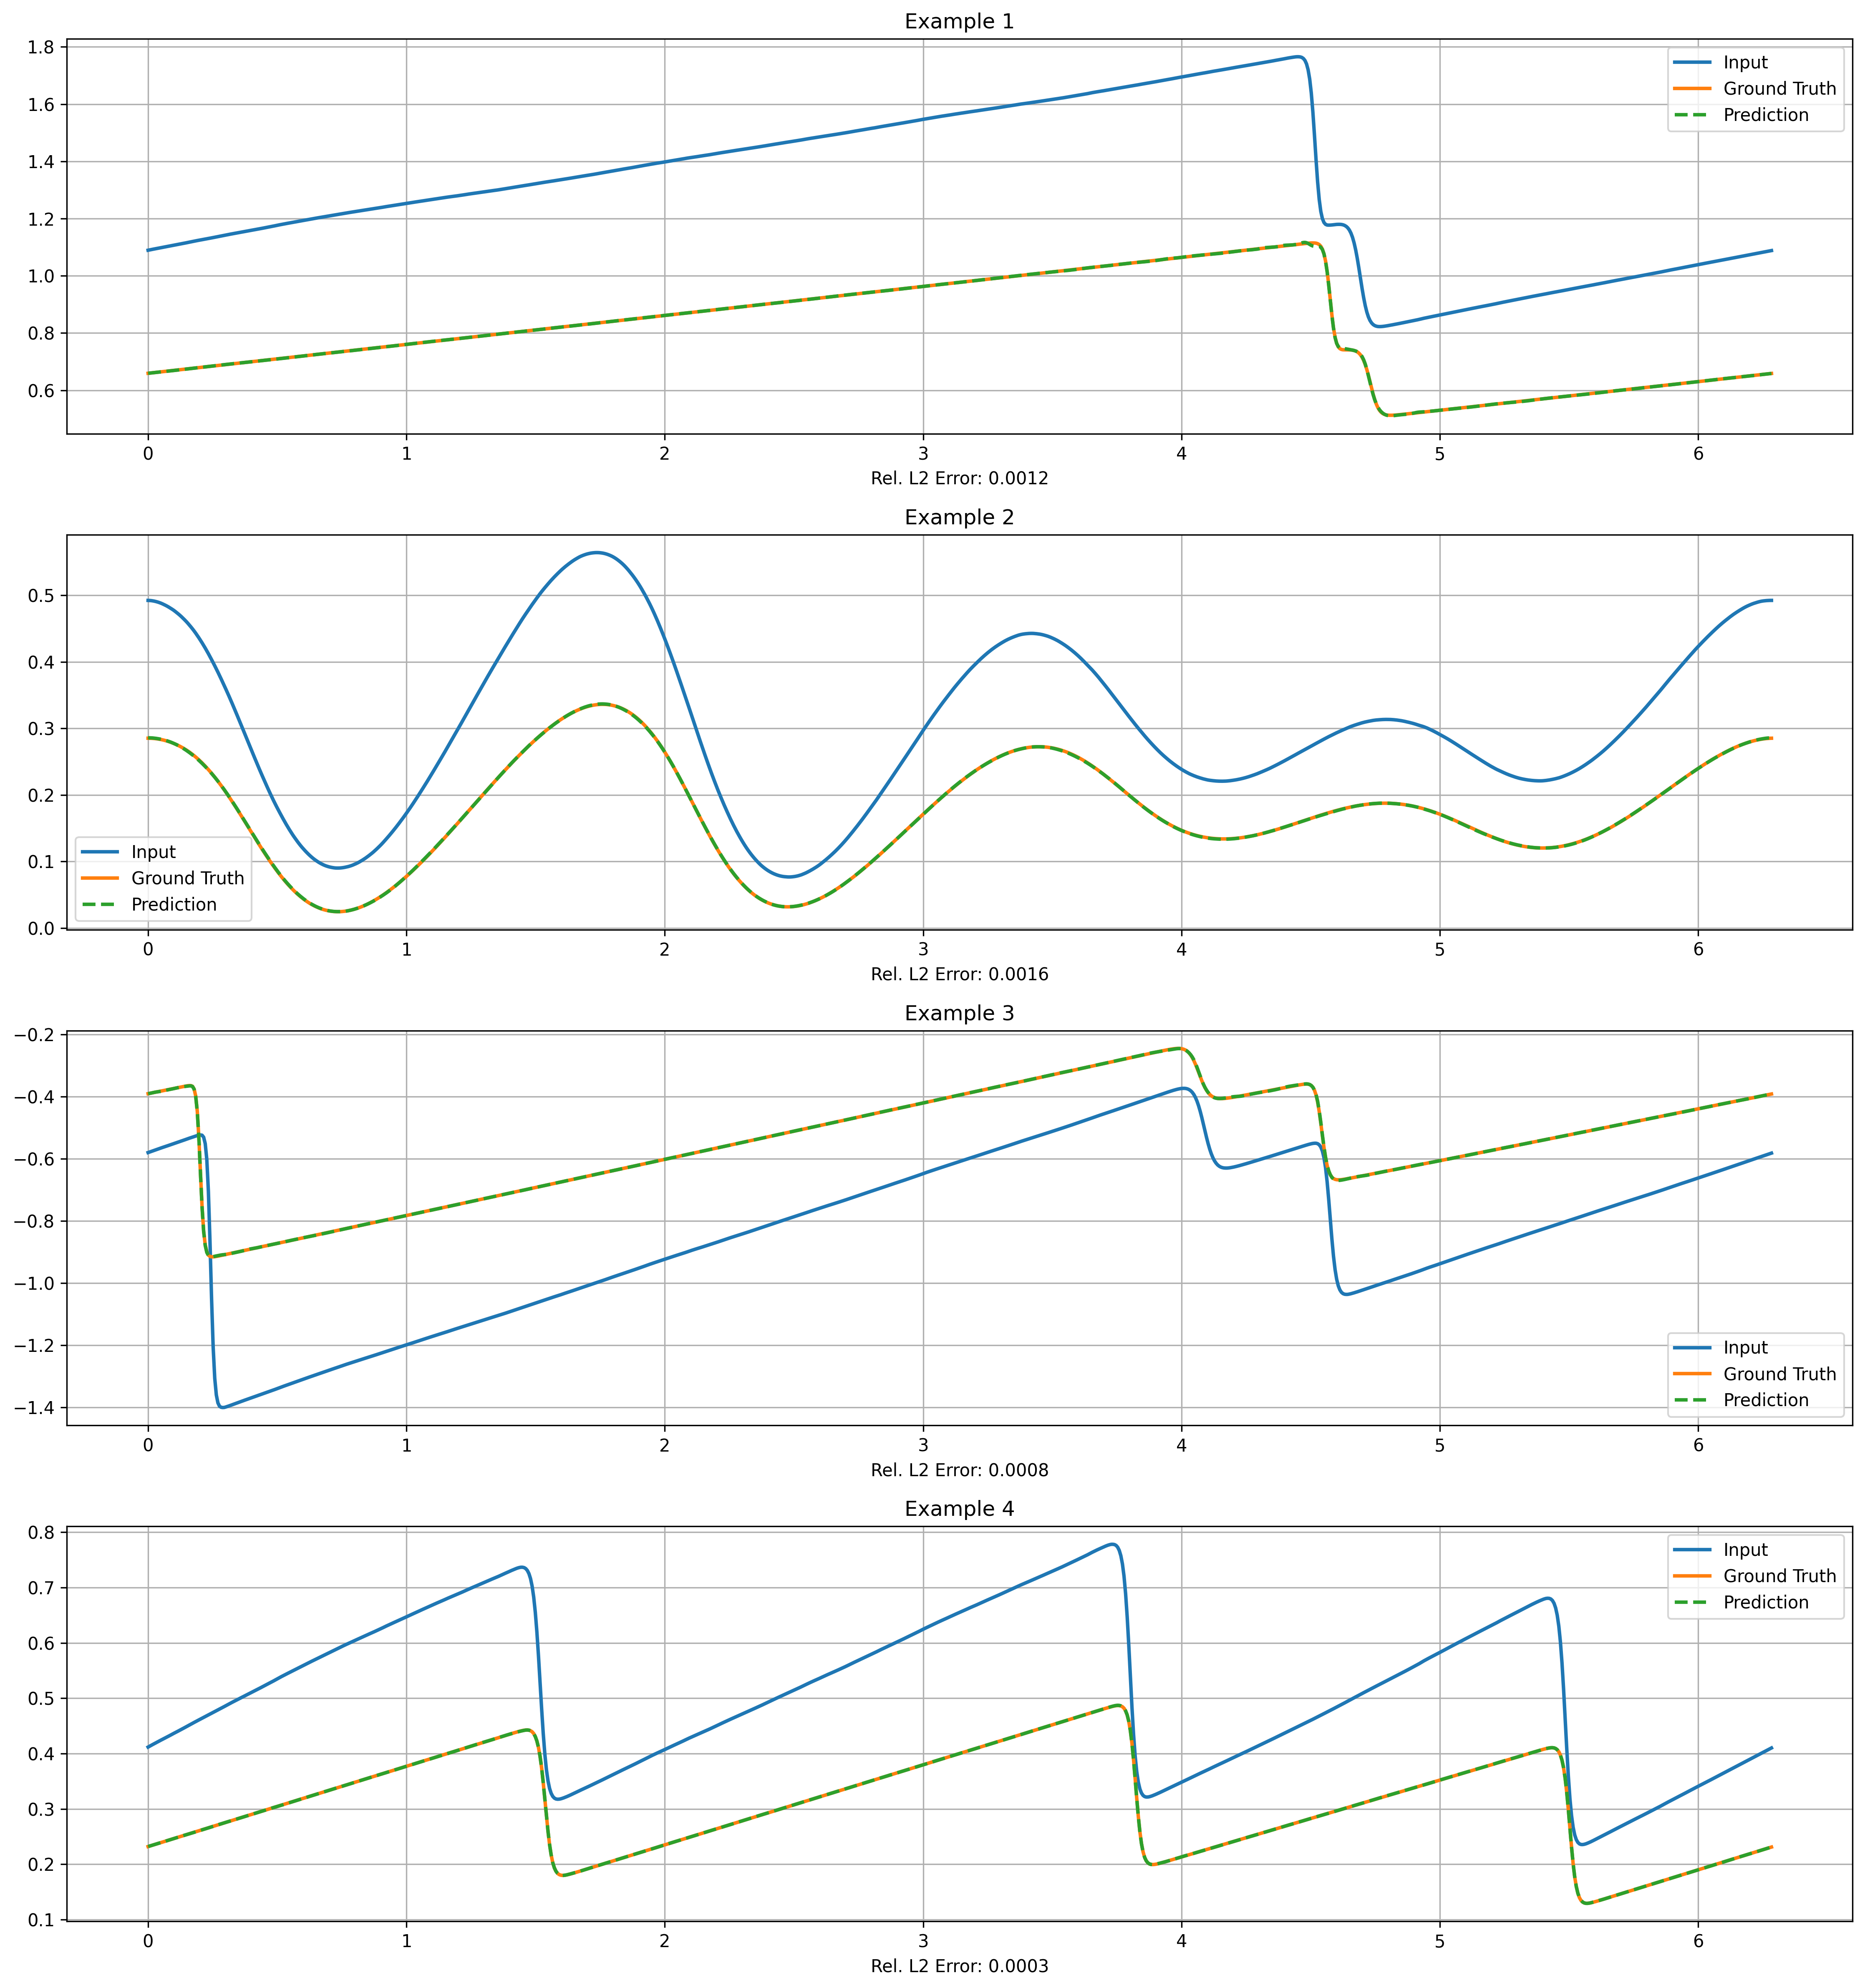 Example 1
1.8
1.6
1.4
1.2
1.0
0.8
0.6
Input
Ground Truth
Prediction
0 1 2 3 4 5 6
Rel. L2 Error: 0.0012
Example 2
0.5
0.4
0.3
0.2
0.1
0.0
Input
Ground Truth
Prediction
0 1 2 3 4 5 6
Rel. L2 Error: 0.0016
Example 3
−0.2
−0.4
−0.6
−0.8
−1.0
−1.2
−1.4
Input
Ground Truth
Prediction
0 1 2 3 4 5 6
Rel. L2 Error: 0.0008
Example 4
0.8
0.7
0.6
0.5
0.4
0.3
0.2
0.1
Input
Ground Truth
Prediction
0 1 2 3 4 5 6
Rel. L2 Error: 0.0003